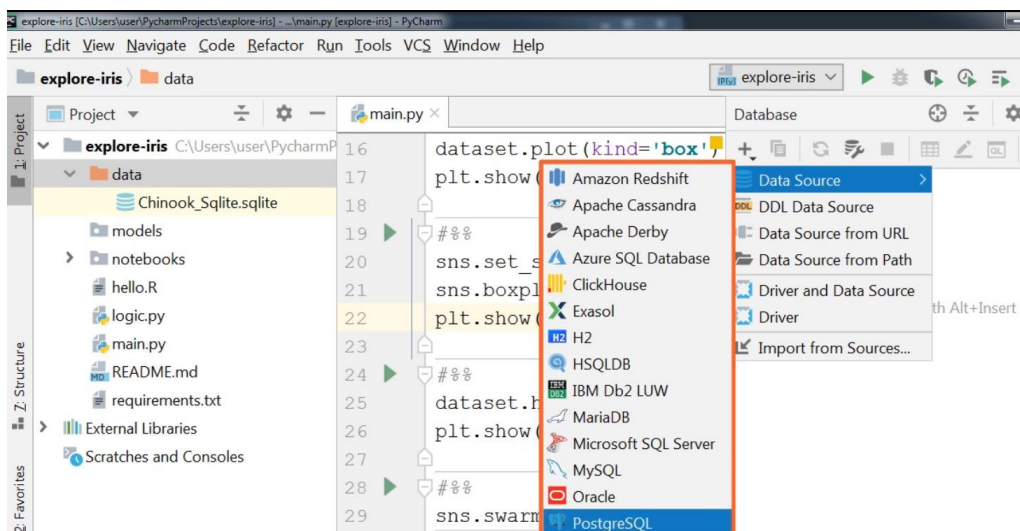 explore-iris [C:\Users\user\PycharmProjects\explore-iris] - ...\main.py [explore-iris] - PyCharm
File Edit View Navigate Code Refactor Run Tools VCS Window Help
explore-iris data
explore-iris
Project
main.py
Database
1: Project
explore-iris C:\Users\user\PycharmP
data
Chinook_Sqlite.sqlite
models
notebooks
hello.R
logic.py
main.py
README.md
requirements.txt
External Libraries
Scratches and Consoles
Z: Structure
2: Favorites
16 dataset.plot(kind='box')
17 plt.show(
18
19 #%%
20 sns.set_s
21 sns.boxpl
22 plt.show(
23
24 #%%
25 dataset.h
26 plt.show(
27
28 #%%
29 sns.swarm
Amazon Redshift
Apache Cassandra
Apache Derby
Azure SQL Database
ClickHouse
Exasol
H2
HSQLDB
IBM Db2 LUW
MariaDB
Microsoft SQL Server
MySQL
Oracle
PostgreSQL
Data Source
DDL Data Source
Data Source from URL
Data Source from Path
Driver and Data Source
Driver
Import from Sources...
th Alt+Insert